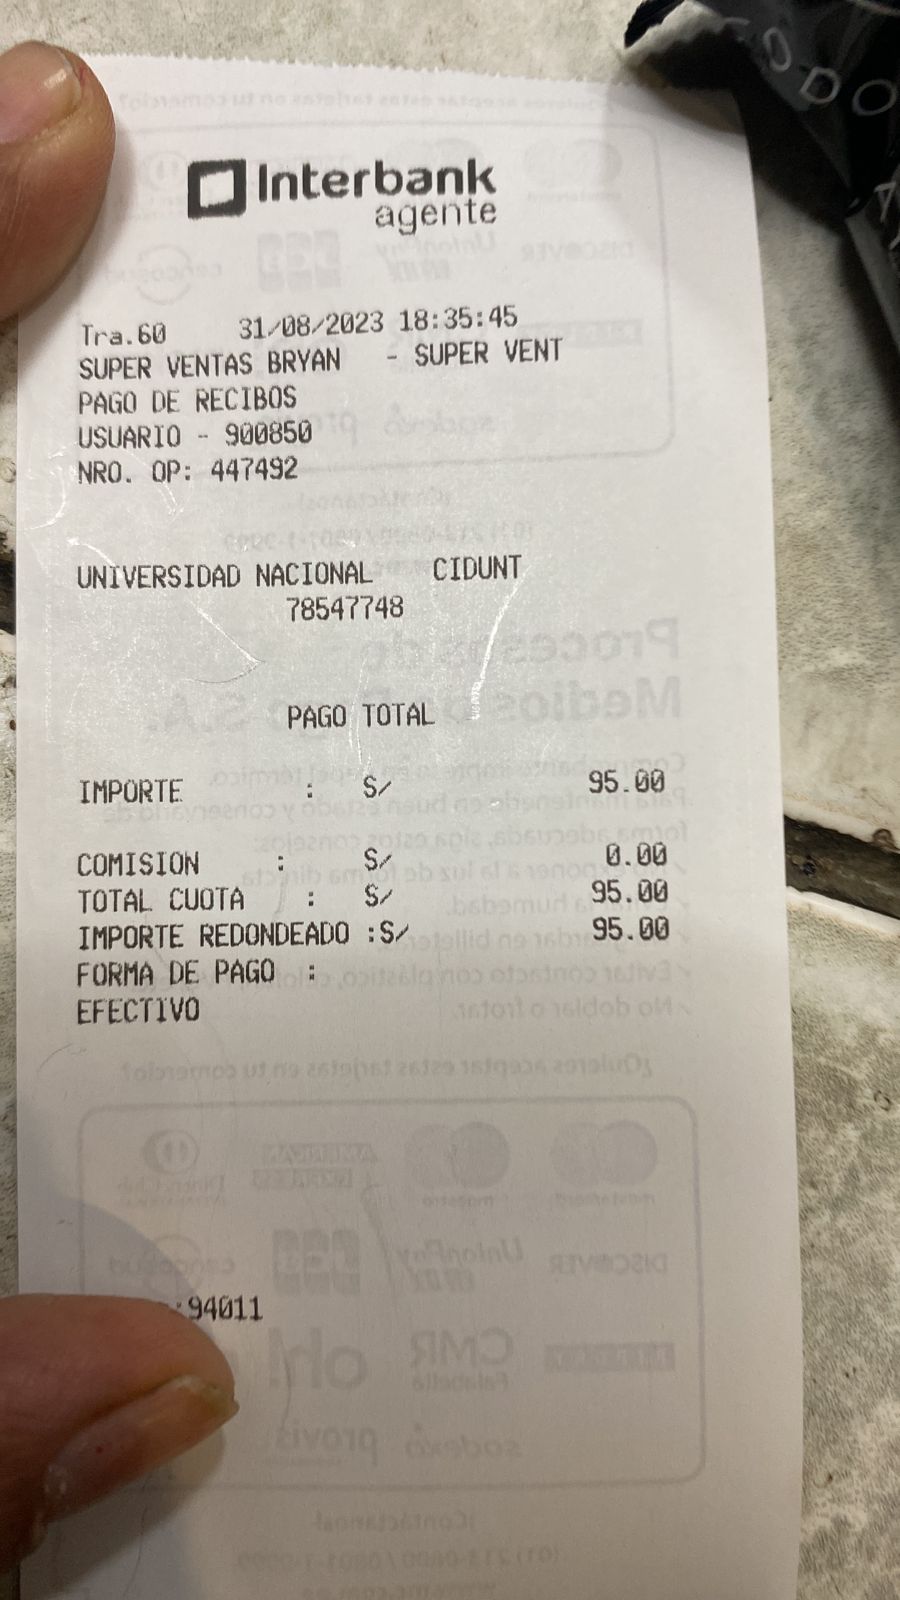 Interbank
agente
Tra.60 31/08/2023 18:35:45
SUPER VENTAS BRYAN - SUPER VENT
PAGO DE RECIBOS
USUARIO - 900850
NRO. OP: 447492
UNIVERSIDAD NACIONAL CIDUNT
78547748
PAGO TOTAL
IMPORTE : S/ 95.00
COMISION : S/ 0.00
TOTAL CUOTA : S/ 95.00
IMPORTE REDONDEADO :S/ 95.00
FORMA DE PAGO :
EFECTIVO
:94011